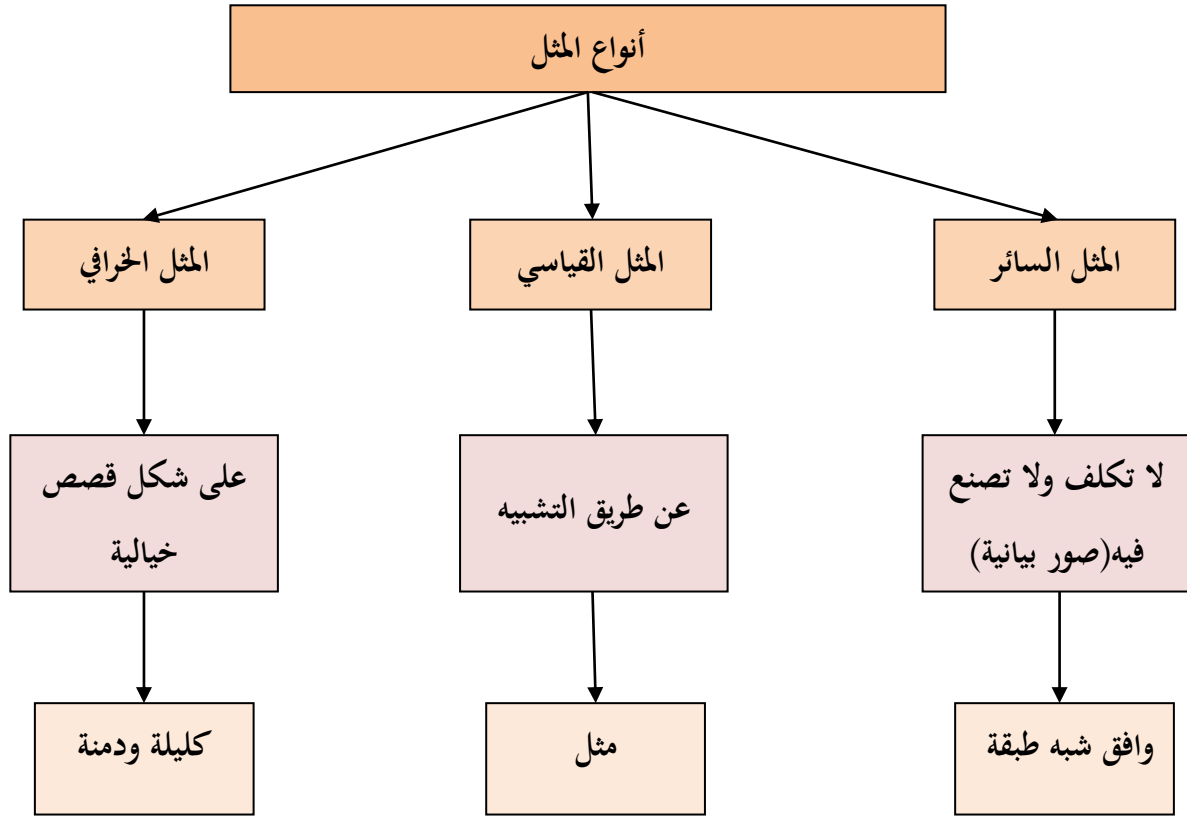 أنواع المثل
المثل السائر
المثل القياسي
المثل الخرافي
لا تكلف ولا تصنع
فيه(صور بيانية)
عن طريق التشبيه
على شكل قصص
خيالية
وافق شبه طبقة
مثل
كليلة ودمنة